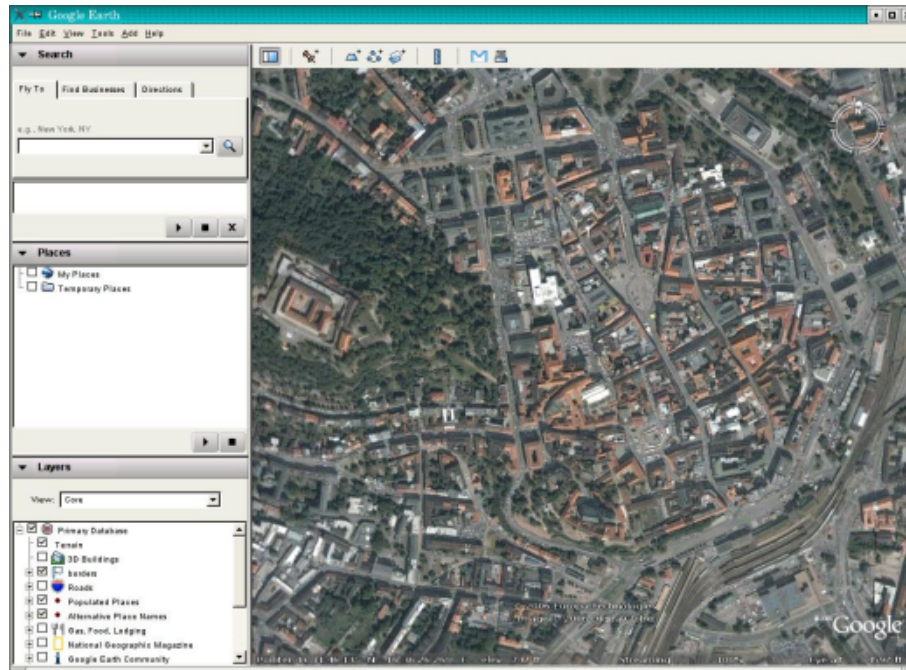 Google Earth
File Edit View Tools Add Help
Search
Fly To Find Businesses Directions
e.g., New York, NY
Places
My Places
Temporary Places
Layers
View: Core
Primary Database
Terrain
3D Buildings
borders
Roads
Populated Places
Alternative Place Names
Gas, Food, Lodging
National Geographic Magazine
Google Earth Community
Google
Streaming